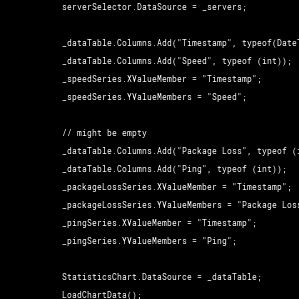 serverSelector.DataSource = _servers;
_dataTable.Columns.Add("Timestamp", typeof(DateT
_dataTable.Columns.Add("Speed", typeof (int));
_speedSeries.XValueMember = "Timestamp";
_speedSeries.YValueMembers = "Speed";
// might be empty
_dataTable.Columns.Add("Package Loss", typeof (i
_dataTable.Columns.Add("Ping", typeof (int));
_packageLossSeries.XValueMember = "Timestamp";
_packageLossSeries.YValueMembers = "Package Loss
_pingSeries.XValueMember = "Timestamp";
_pingSeries.YValueMembers = "Ping";
StatisticsChart.DataSource = _dataTable;
LoadChartData();